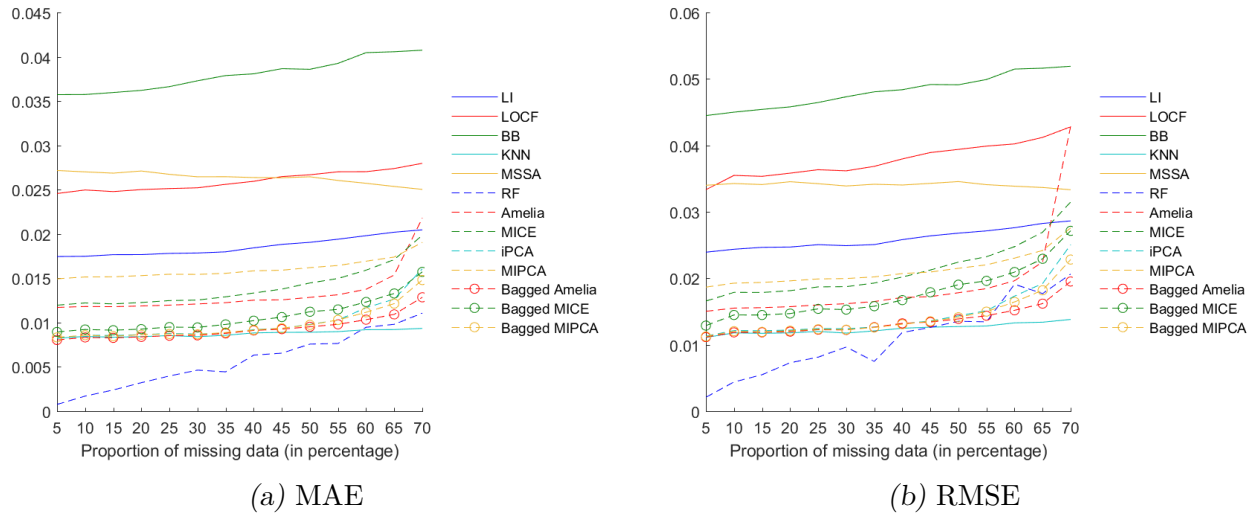 0.045
0.04
0.035
0.03
0.025
0.02
0.015
0.01
0.005
0
5 10 15 20 25 30 35 40 45 50 55 60 65 70
Proportion of missing data (in percentage)
LI
LOCF
BB
KNN
MSSA
RF
Amelia
MICE
iPCA
MIPCA
Bagged Amelia
Bagged MICE
Bagged MIPCA
(a) MAE
0.06
0.05
0.04
0.03
0.02
0.01
0
5 10 15 20 25 30 35 40 45 50 55 60 65 70
Proportion of missing data (in percentage)
LI
LOCF
BB
KNN
MSSA
RF
Amelia
MICE
iPCA
MIPCA
Bagged Amelia
Bagged MICE
Bagged MIPCA
(b) RMSE